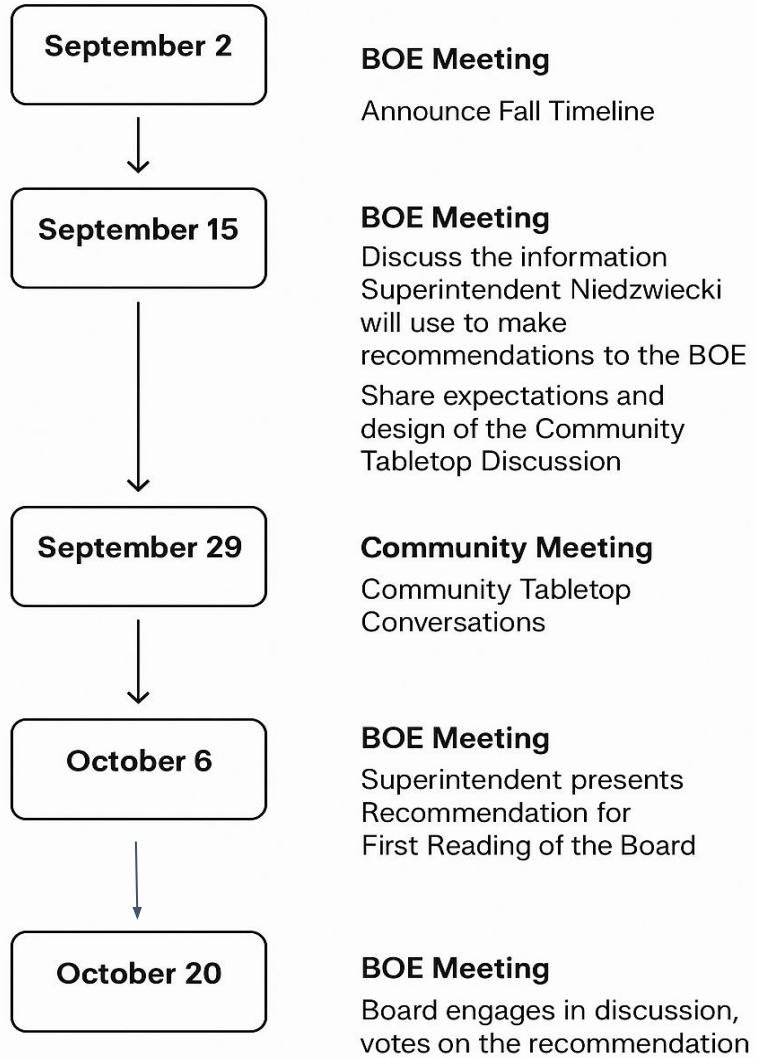 September 2
BOE Meeting
Announce Fall Timeline
September 15
BOE Meeting
Discuss the information
Superintendent Niedzwiecki
will use to make
recommendations to the BOE
Share expectations and
design of the Community
Tabletop Discussion
September 29
Community Meeting
Community Tabletop
Conversations
October 6
BOE Meeting
Superintendent presents
Recommendation for
First Reading of the Board
October 20
BOE Meeting
Board engages in discussion,
votes on the recommendation